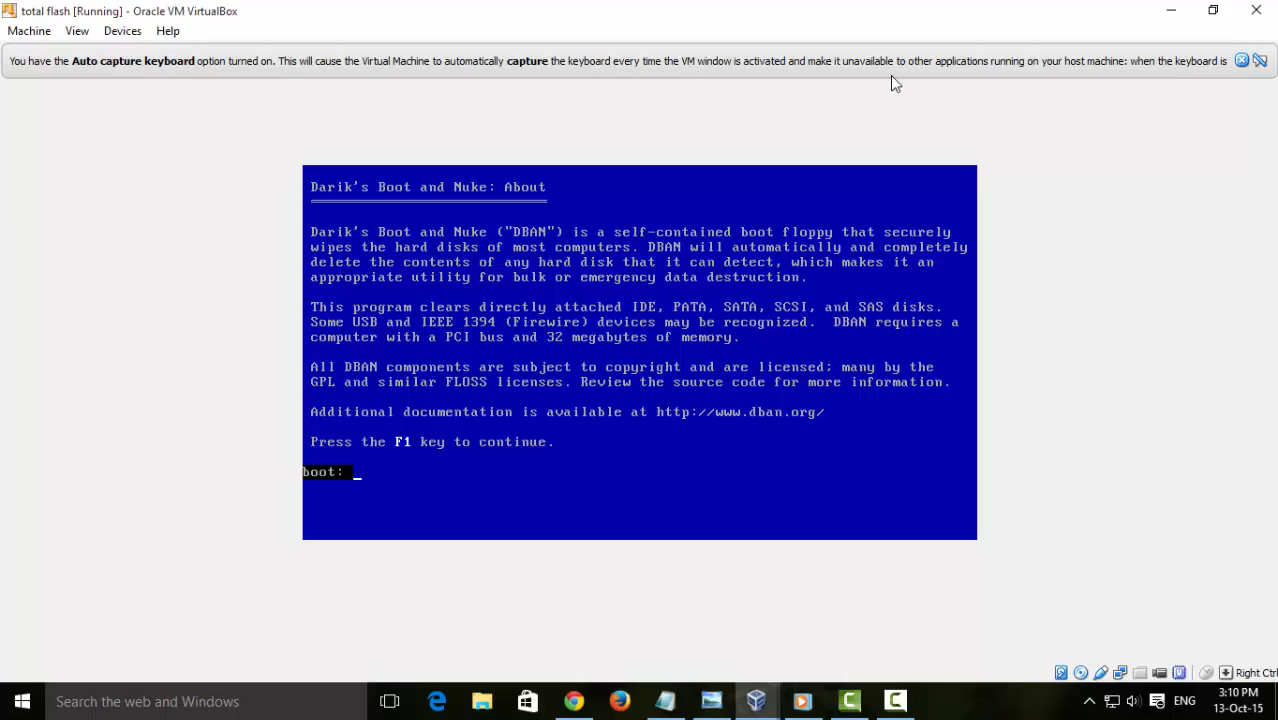 total flash [Running] - Oracle VM VirtualBox
Machine View Devices Help
You have the Auto capture keyboard option turned on. This will cause the Virtual Machine to automatically capture the keyboard every time the VM window is activated and make it unavailable to other applications running on your host machine: when the keyboard is
Darik's Boot and Nuke: About
Darik's Boot and Nuke ("DBAN") is a self-contained boot floppy that securely
wipes the hard disks of most computers. DBAN will automatically and completely
delete the contents of any hard disk that it can detect, which makes it an
appropriate utility for bulk or emergency data destruction.
This program clears directly attached IDE, PATA, SATA, SCSI, and SAS disks.
Some USB and IEEE 1394 (Firewire) devices may be recognized. DBAN requires a
computer with a PCI bus and 32 megabytes of memory.
All DBAN components are subject to copyright and are licensed; many by the
GPL and similar FLOSS licenses. Review the source code for more information.
Additional documentation is available at http://www.dban.org/
Press the F1 key to continue.
boot: _
Right Ctrl
Search the web and Windows
ENG
3:10 PM
13-Oct-15